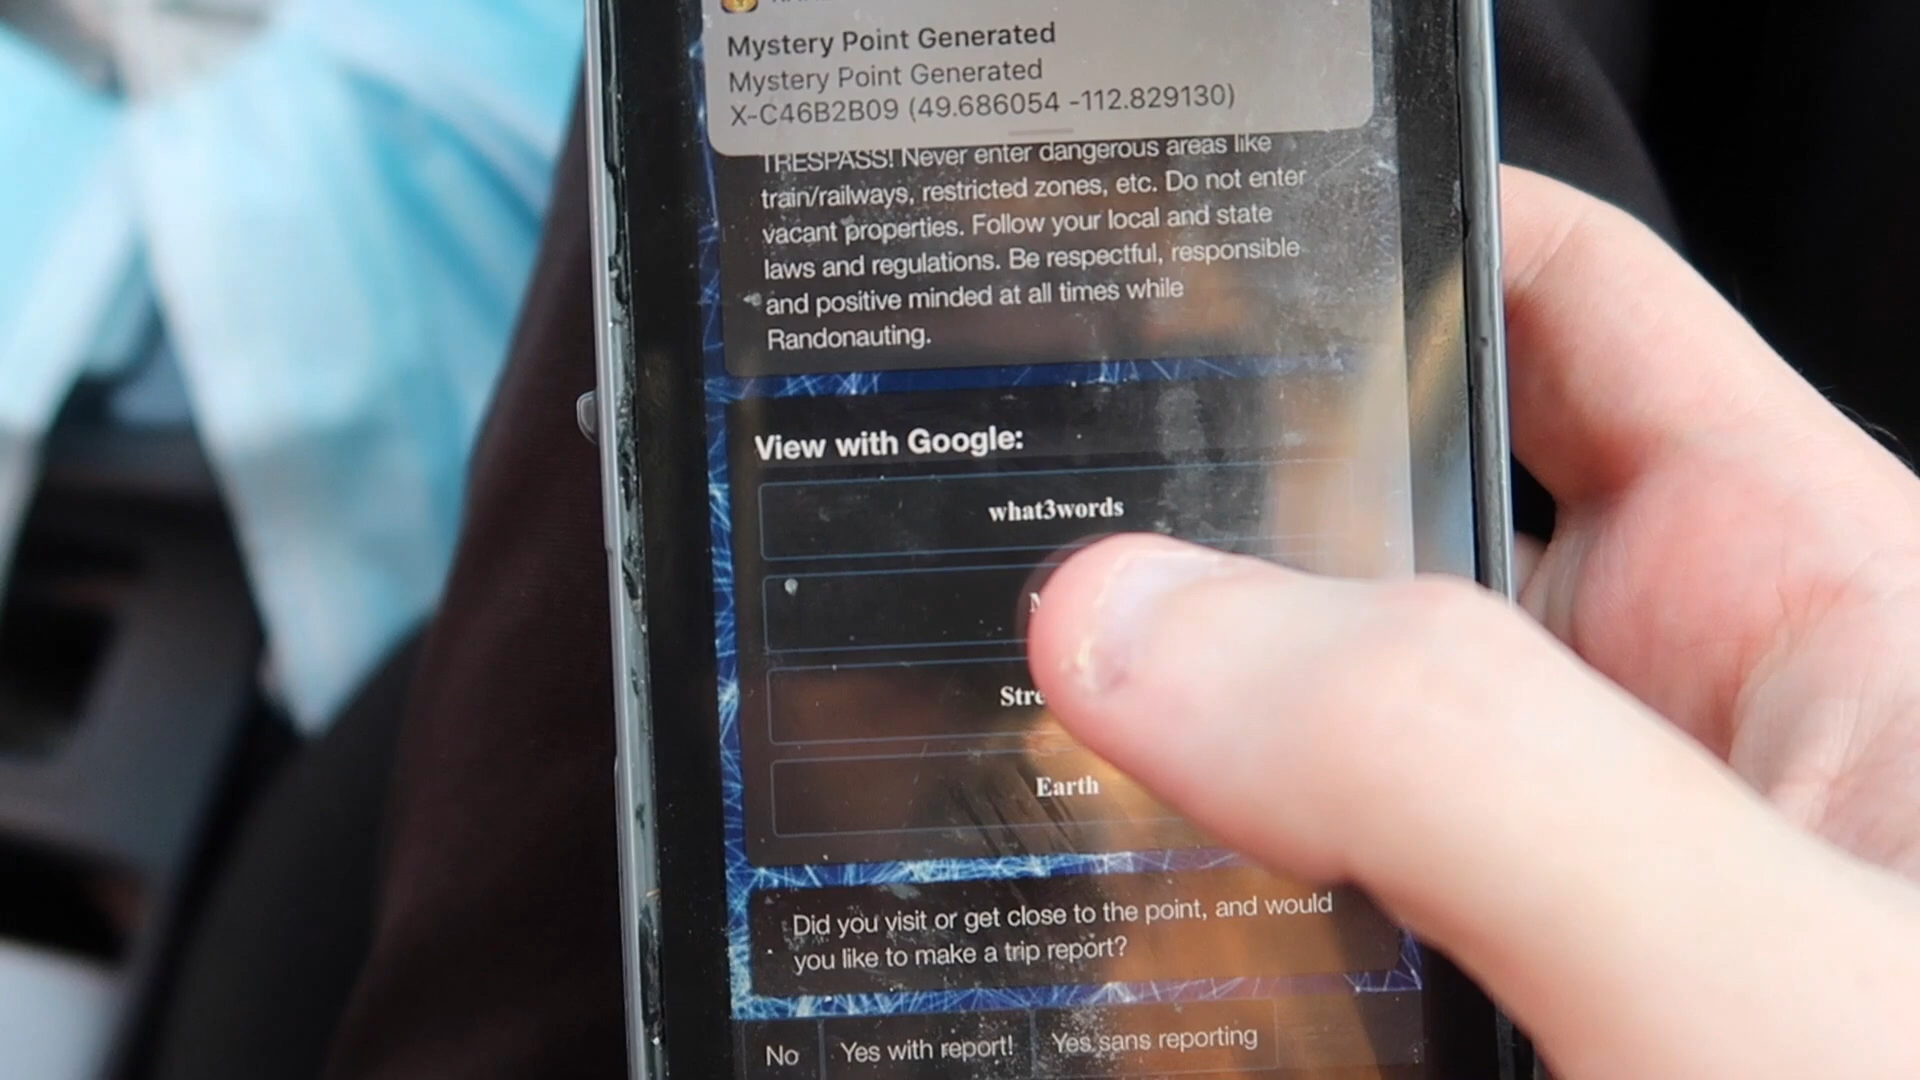 Mystery Point Generated
Mystery Point Generated
X-C46B2B09 (49.686054 -112.829130)
TRESPASS! Never enter dangerous areas like
train/railways, restricted zones, etc. Do not enter
vacant properties. Follow your local and state
laws and regulations. Be respectful, responsible
and positive minded at all times while
Randonauting.
View with Google:
what3words
Earth
Did you visit or get close to the point, and would
you like to make a trip report?
No
Yes with report!
Yes sans reporting